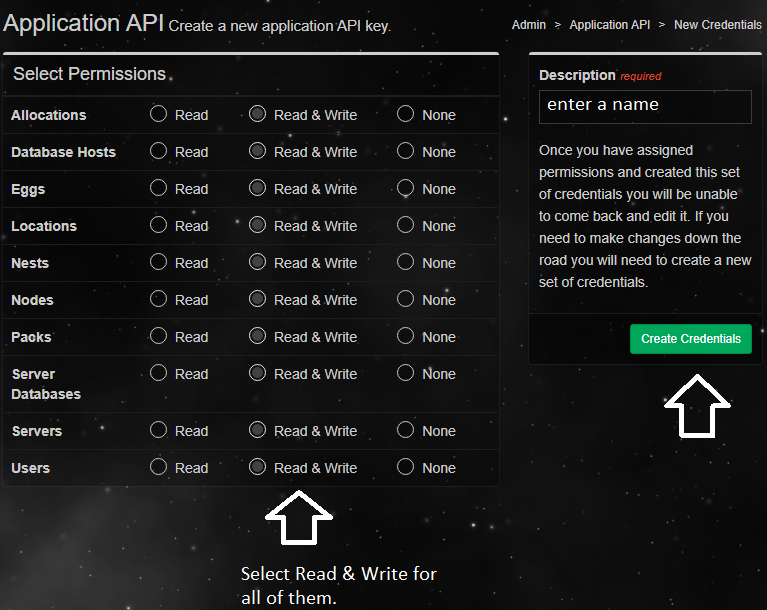 Application API Create a new application API key.
Admin > Application API > New Credentials
Select Permissions
Allocations Read Read & Write None
Database Hosts Read Read & Write None
Eggs Read Read & Write None
Locations Read Read & Write None
Nests Read Read & Write None
Nodes Read Read & Write None
Packs Read Read & Write None
Server Read Read & Write None
Databases
Servers Read Read & Write None
Users Read Read & Write None
Select Read & Write for
all of them.
Description required
enter a name
Once you have assigned
permissions and created this set
of credentials you will be unable
to come back and edit it. If you
need to make changes down the
road you will need to create a new
set of credentials.
Create Credentials